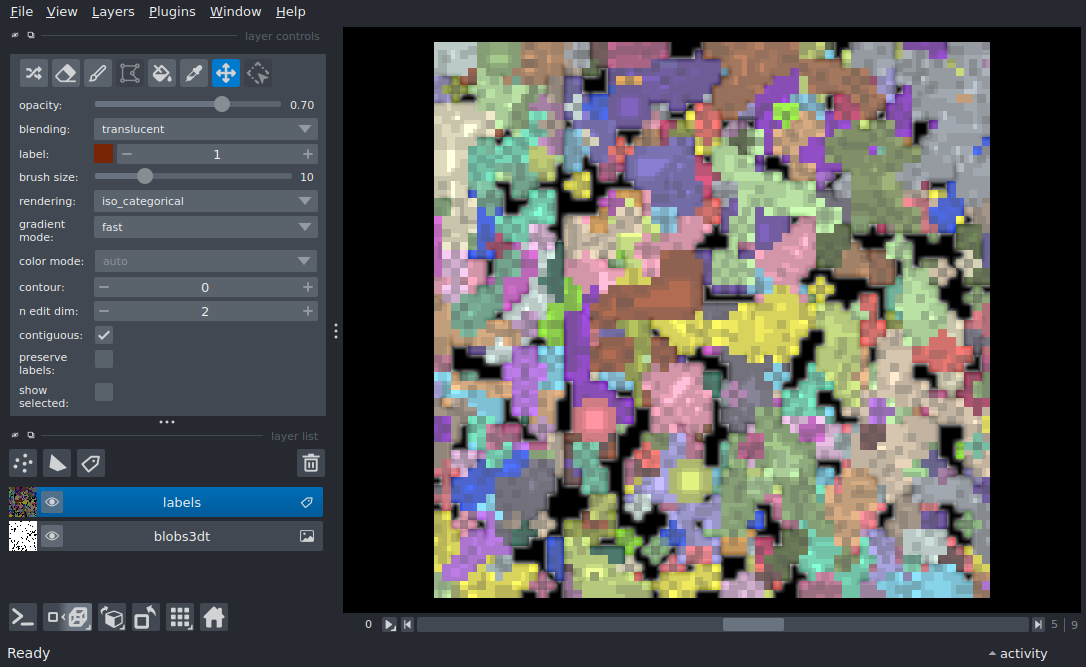 File View Layers Plugins Window Help
layer controls
opacity: 0.70
blending: translucent
label: 1
brush size: 10
rendering: iso_categorical
gradient
mode: fast
color mode: auto
contour: 0
n edit dim: 2
contiguous:
preserve
labels:
show
selected:
layer list
labels
blobs3dt
0 5 9
Ready
activity